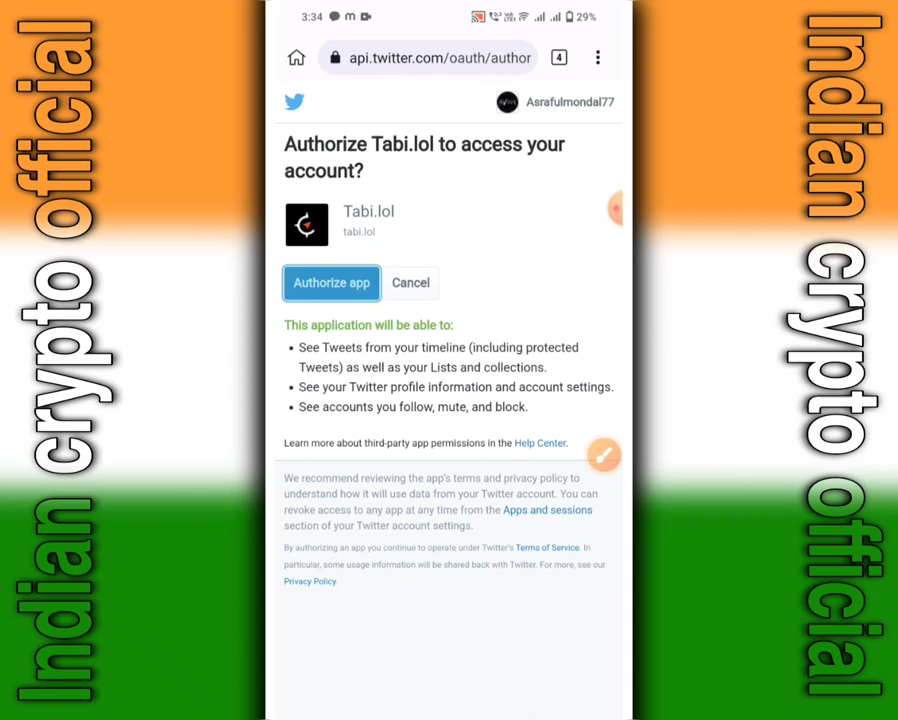 Indian crypto official
3:34
29%
api.twitter.com/oauth/author
4
Asrafulmondal77
Authorize Tabi.lol to access your
account?
Tabi.lol
tabi.lol
Authorize app
Cancel
This application will be able to:
• See Tweets from your timeline (including protected
Tweets) as well as your Lists and collections.
• See your Twitter profile information and account settings.
• See accounts you follow, mute, and block.
Learn more about third-party app permissions in the Help Center.
We recommend reviewing the app's terms and privacy policy to
understand how it will use data from your Twitter account. You can
revoke access to any app at any time from the Apps and sessions
section of your Twitter account settings.
By authorizing an app you continue to operate under Twitter's Terms of Service. In
particular, some usage information will be shared back with Twitter. For more, see our
Privacy Policy.
Indian crypto official